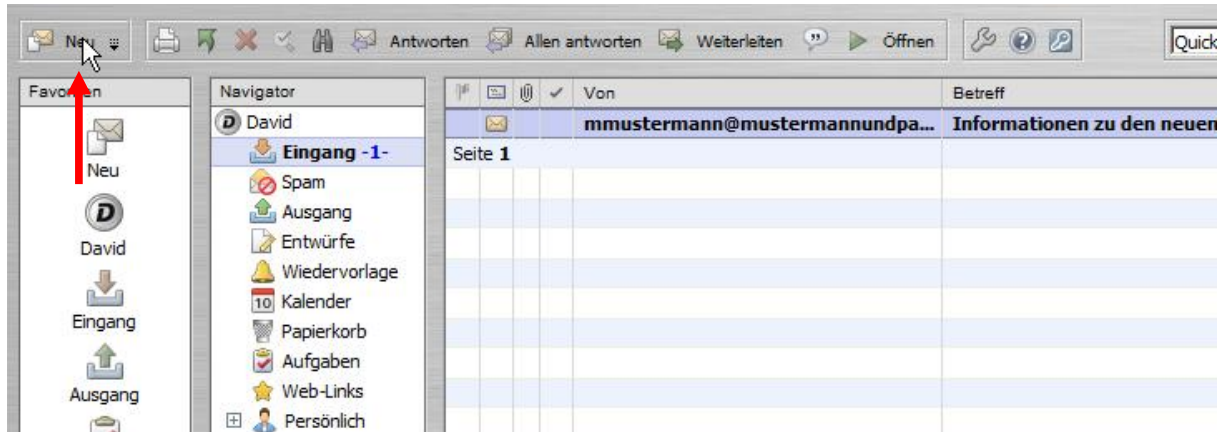 Neu Antworten Allen antworten Weiterleiten Öffnen Quick
Favoriten
Neu
David
Eingang
Ausgang
Navigator
David
Eingang -1-
Spam
Ausgang
Entwürfe
Wiedervorlage
10 Kalender
Papierkorb
Aufgaben
Web-Links
Persönlich
Von Betreff
mmustermann@mustermannundpa... Informationen zu den neuen
Seite 1